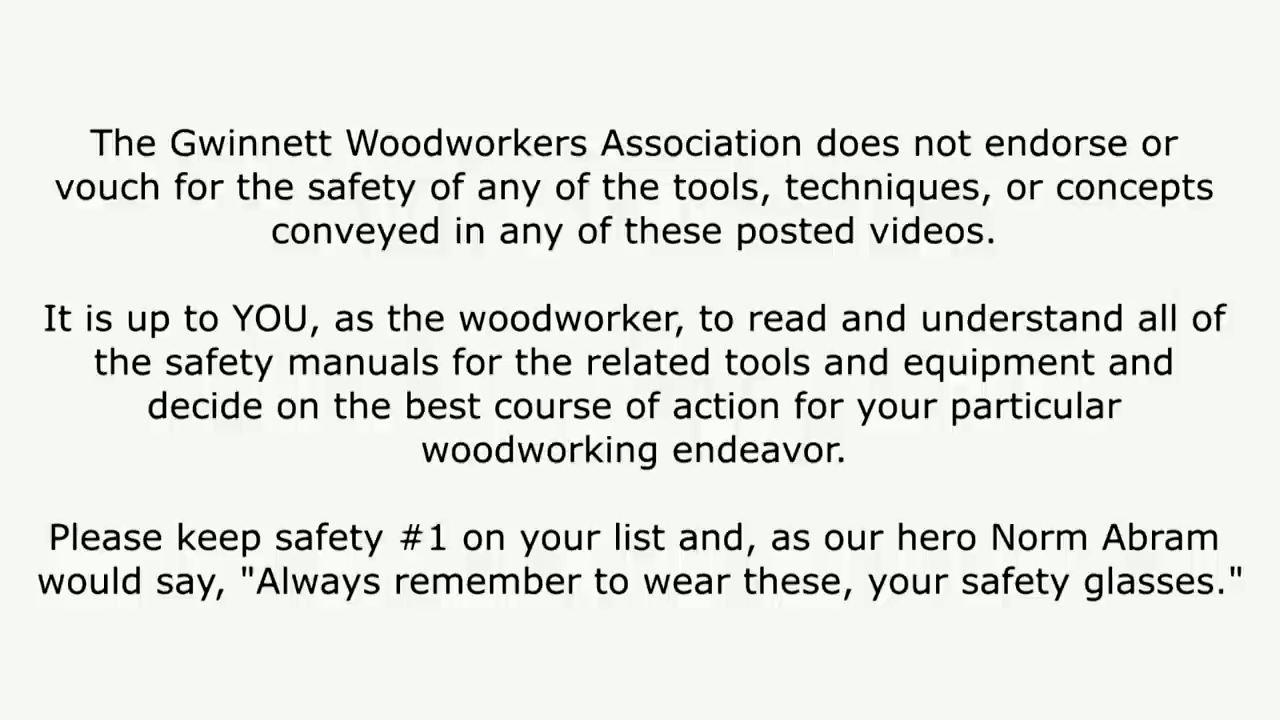 The Gwinnett Woodworkers Association does not endorse or
vouch for the safety of any of the tools, techniques, or concepts
conveyed in any of these posted videos.
It is up to YOU, as the woodworker, to read and understand all of
the safety manuals for the related tools and equipment and
decide on the best course of action for your particular
woodworking endeavor.
Please keep safety #1 on your list and, as our hero Norm Abram
would say, "Always remember to wear these, your safety glasses."